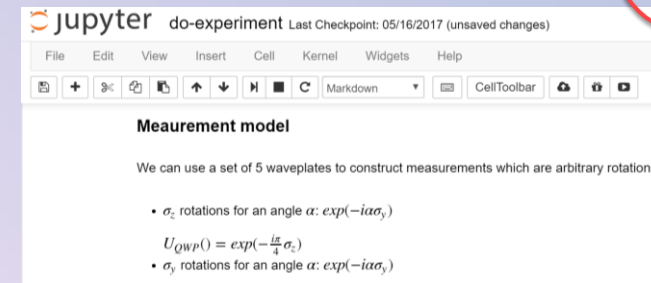 jupyter do-experiment Last Checkpoint: 05/16/2017 (unsaved changes)
File Edit View Insert Cell Kernel Widgets Help
Markdown CellToolbar
Meaurement model
We can use a set of 5 waveplates to construct measurements which are arbitrary rotation
• σz rotations for an angle α: exp(−iασy)
UQWP() = exp(−iπ/4 σz)
• σy rotations for an angle α: exp(−iασy)